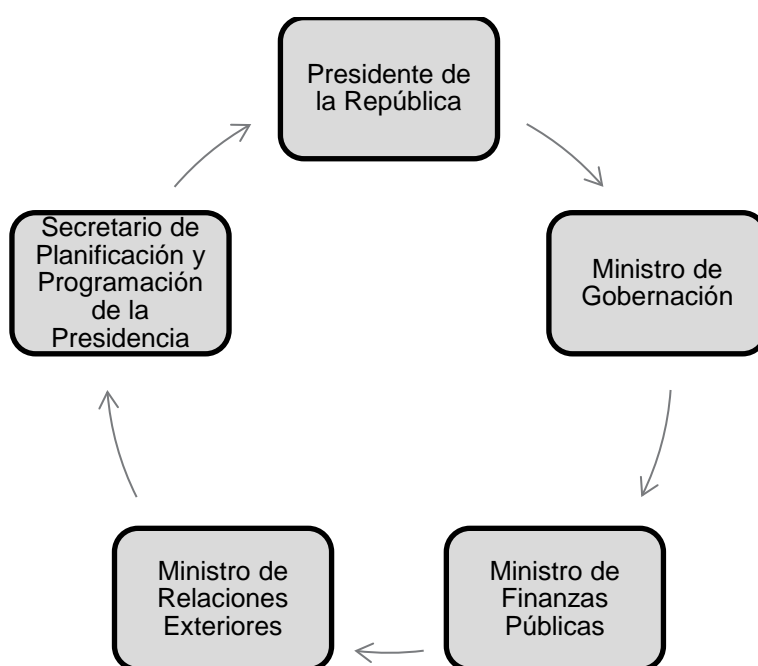 Presidente de
la República
Ministro de
Gobernación
Ministro de
Finanzas
Públicas
Ministro de
Relaciones
Exteriores
Secretario de
Planificación y
Programación
de la
Presidencia